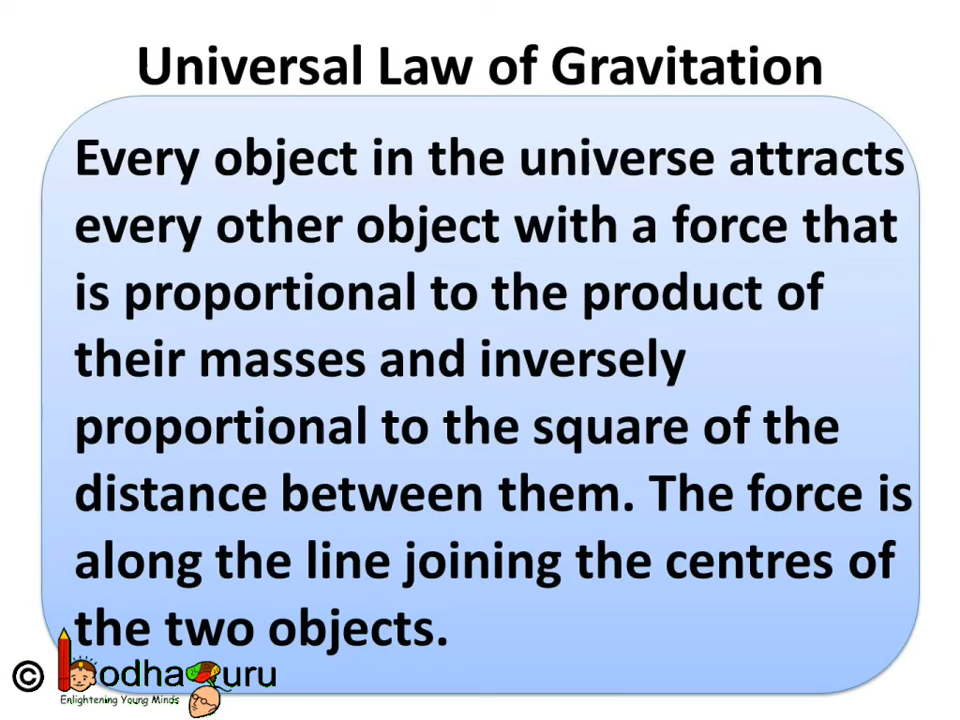 Universal Law of Gravitation
Every object in the universe attracts
every other object with a force that
is proportional to the product of
their masses and inversely
proportional to the square of the
distance between them. The force is
along the line joining the centres of
the two objects.
© BodhaGuru
Enlightening Young Minds